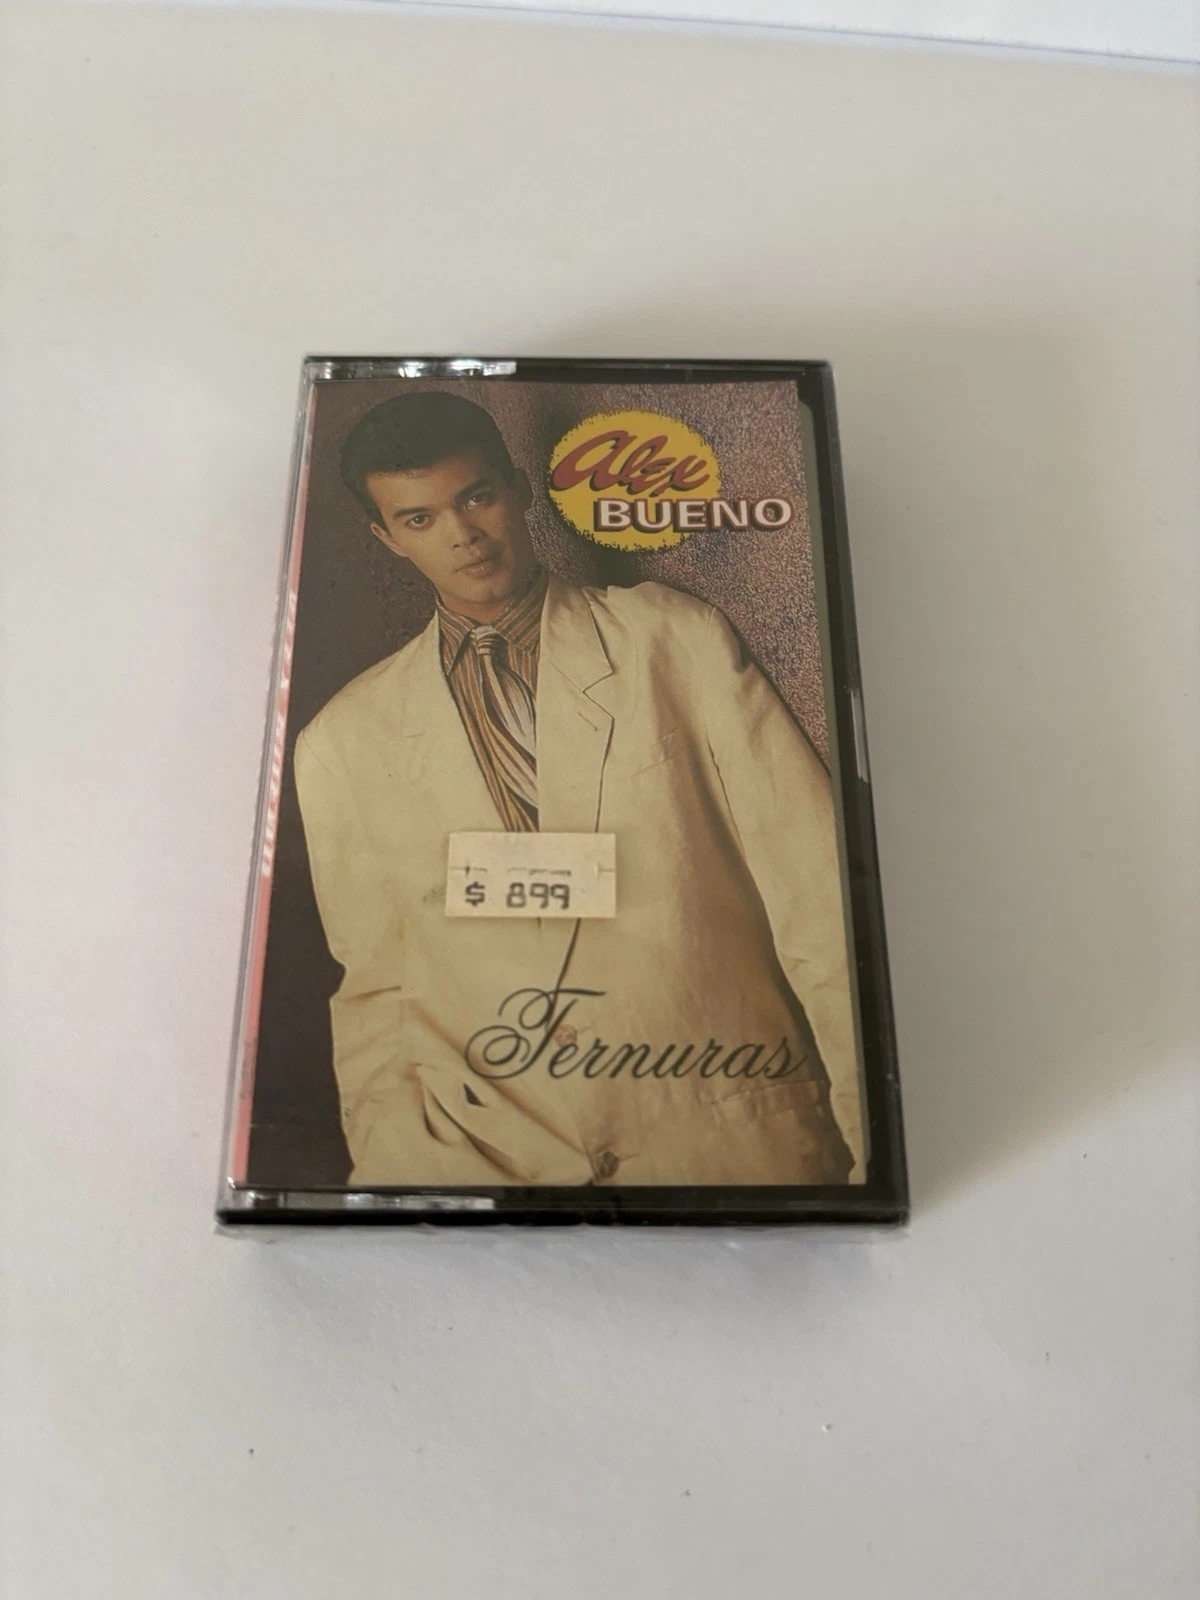 Alex
BUENO
$ 899
Ternuras